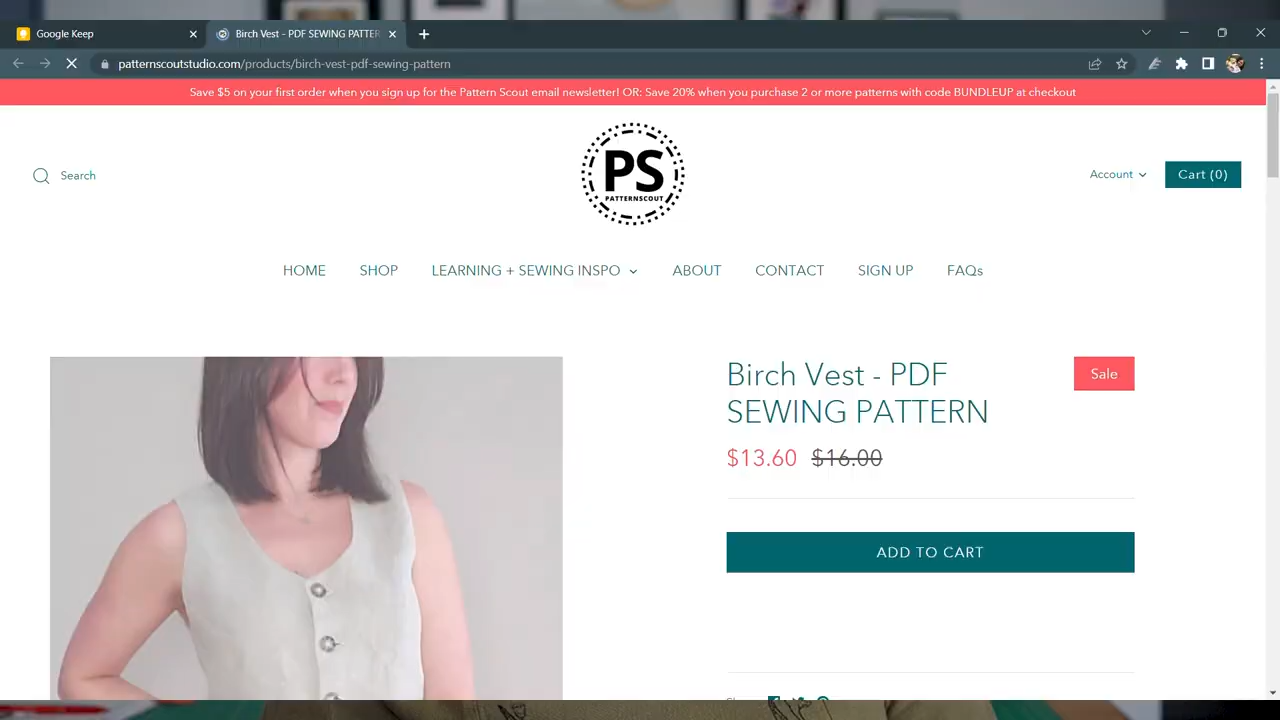 Google Keep
Birch Vest - PDF SEWING PATTER
patternscoutstudio.com/products/birch-vest-pdf-sewing-pattern
Save $5 on your first order when you sign up for the Pattern Scout email newsletter! OR: Save 20% when you purchase 2 or more patterns with code BUNDLEUP at checkout
Search
PS
PATTERNSCOUT
Account
Cart (0)
HOME SHOP LEARNING + SEWING INSPO ABOUT CONTACT SIGN UP FAQs
Birch Vest - PDF
SEWING PATTERN
Sale
$13.60 $16.00
ADD TO CART